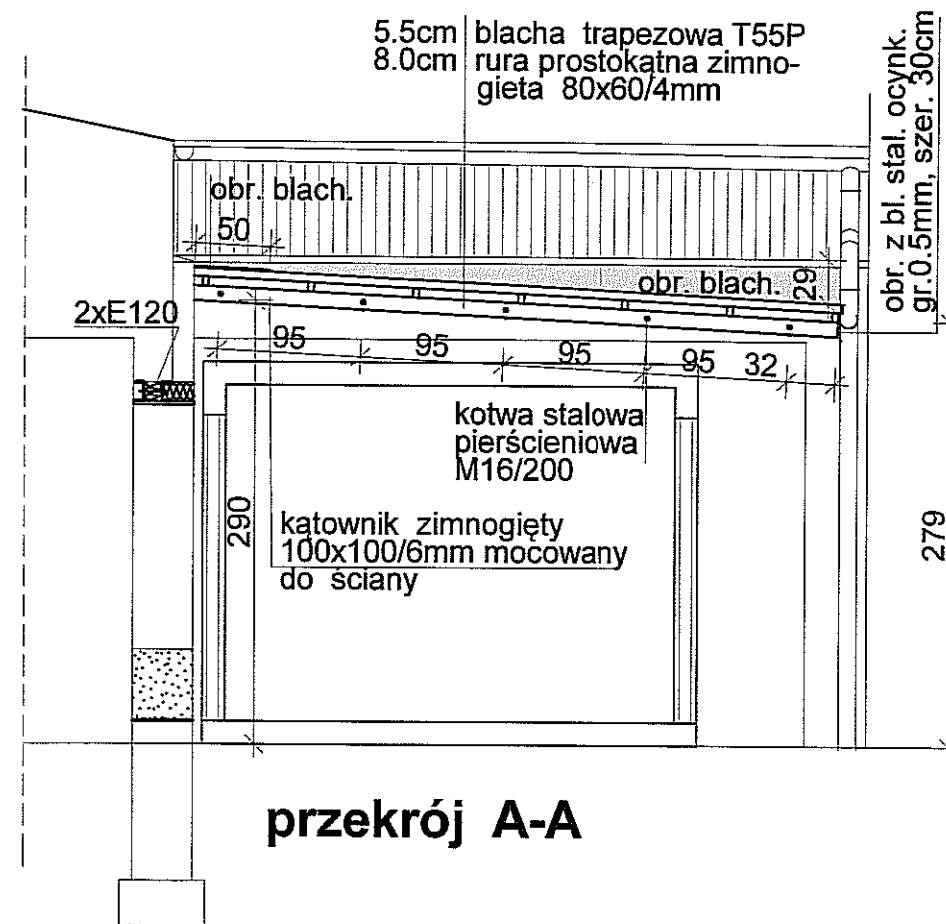 5.5cm blacha trapezowa T55P
8.0cm rura prostokątna zimno-
gięta 80x60/4mm
obr. z bl. stal. ocynk.
gr.0.5mm, szer. 30cm
obr. blach.
50
obr. blach.
29
2xE120
95
95
95
95
32
kotwa stalowa
pierścieniowa
M16/200
290
279
kątownik zimnogięty
100x100/6mm mocowany
do ściany
przekrój A-A